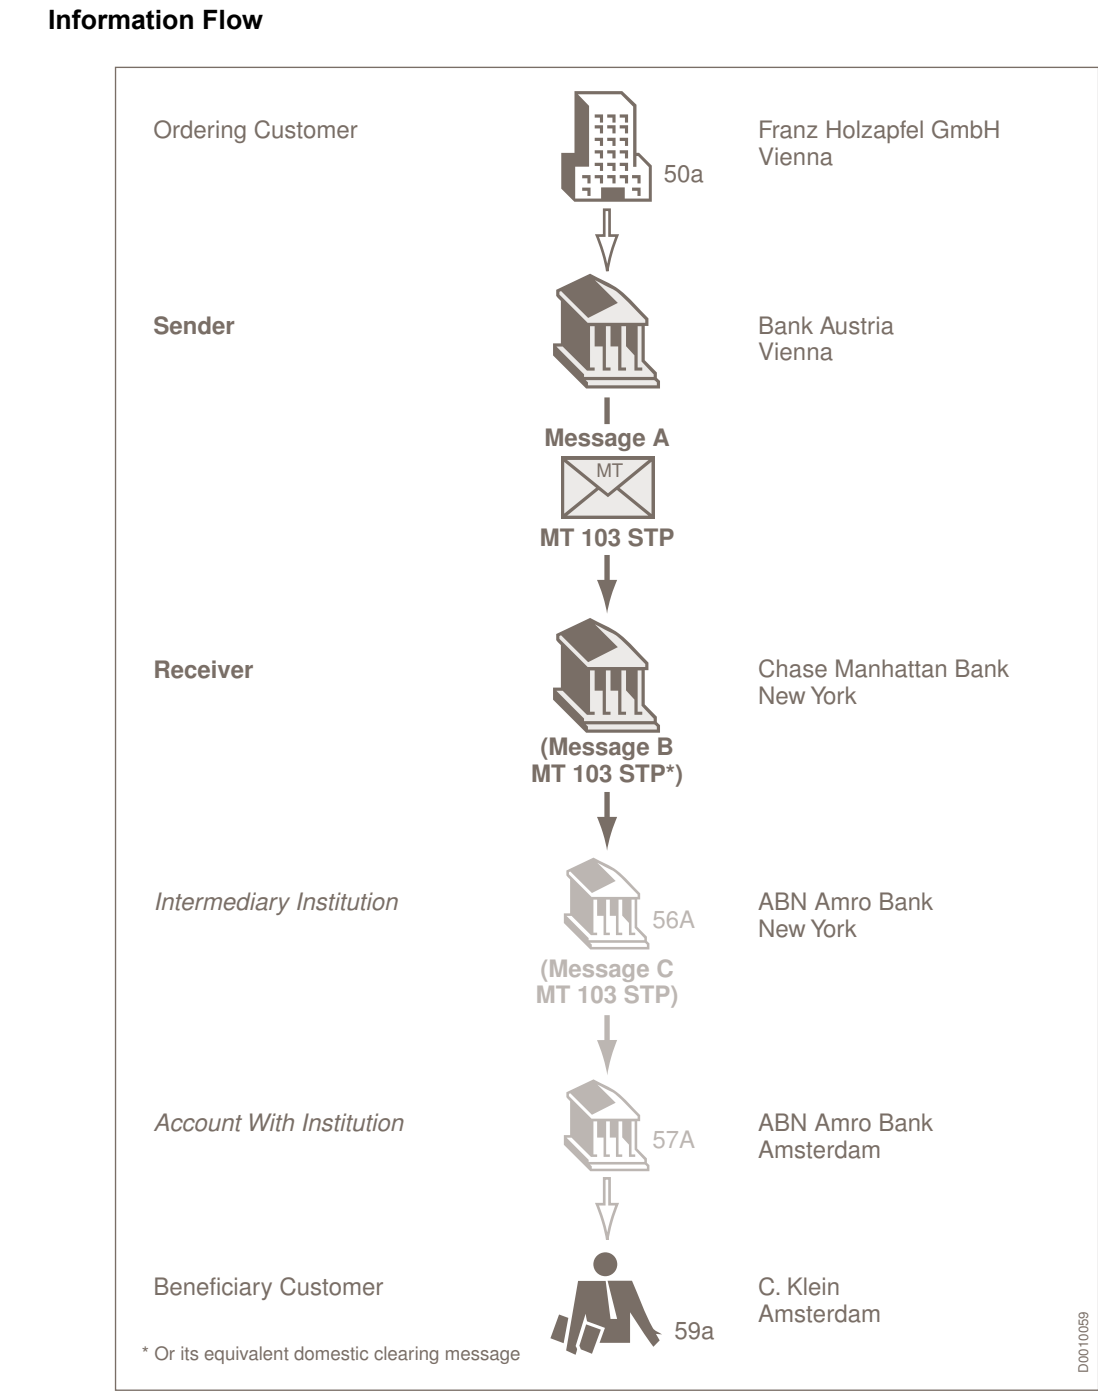 Information Flow
Ordering Customer
50a
Franz Holzapfel GmbH
Vienna
Sender
Bank Austria
Vienna
Message A
MT
MT 103 STP
Receiver
Chase Manhattan Bank
New York
(Message B
MT 103 STP*)
Intermediary Institution
56A
ABN Amro Bank
New York
(Message C
MT 103 STP)
Account With Institution
57A
ABN Amro Bank
Amsterdam
Beneficiary Customer
59a
C. Klein
Amsterdam
* Or its equivalent domestic clearing message
D0010059